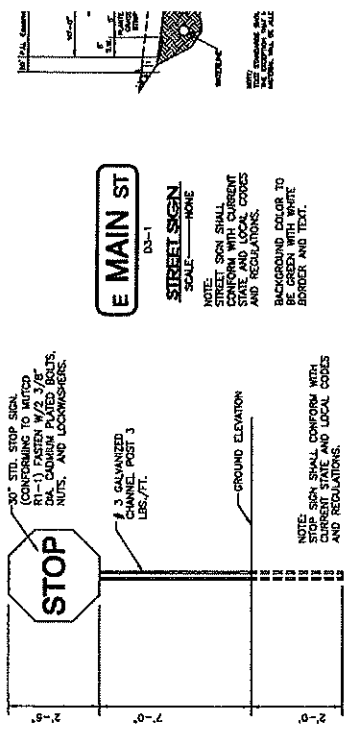 30" STD. STOP SIGN.
(CONFORMING TO MUTCD
R1-1) FASTEN W/2 3/8"
DIA. CADMIUM PLATED BOLTS,
NUTS, AND LOCKWASHERS.
STOP
# 3 GALVANIZED
CHANNEL POST 3
LBS./FT.
GROUND ELEVATION
2'-6"
7'-0"
2'-0"
NOTE:
STOP SIGN SHALL CONFORM WITH
CURRENT STATE AND LOCAL CODES
AND REGULATIONS.
E MAIN ST
D3-1
STREET SIGN
SCALE NONE
NOTE:
STREET SIGN SHALL
CONFORM WITH CURRENT
STATE AND LOCAL CODES
AND REGULATIONS.
BACKGROUND COLOR TO
BE GREEN WITH WHITE
BORDER AND TEXT.
5'
S.W.
STRIP
WATERLINE
NOTE: